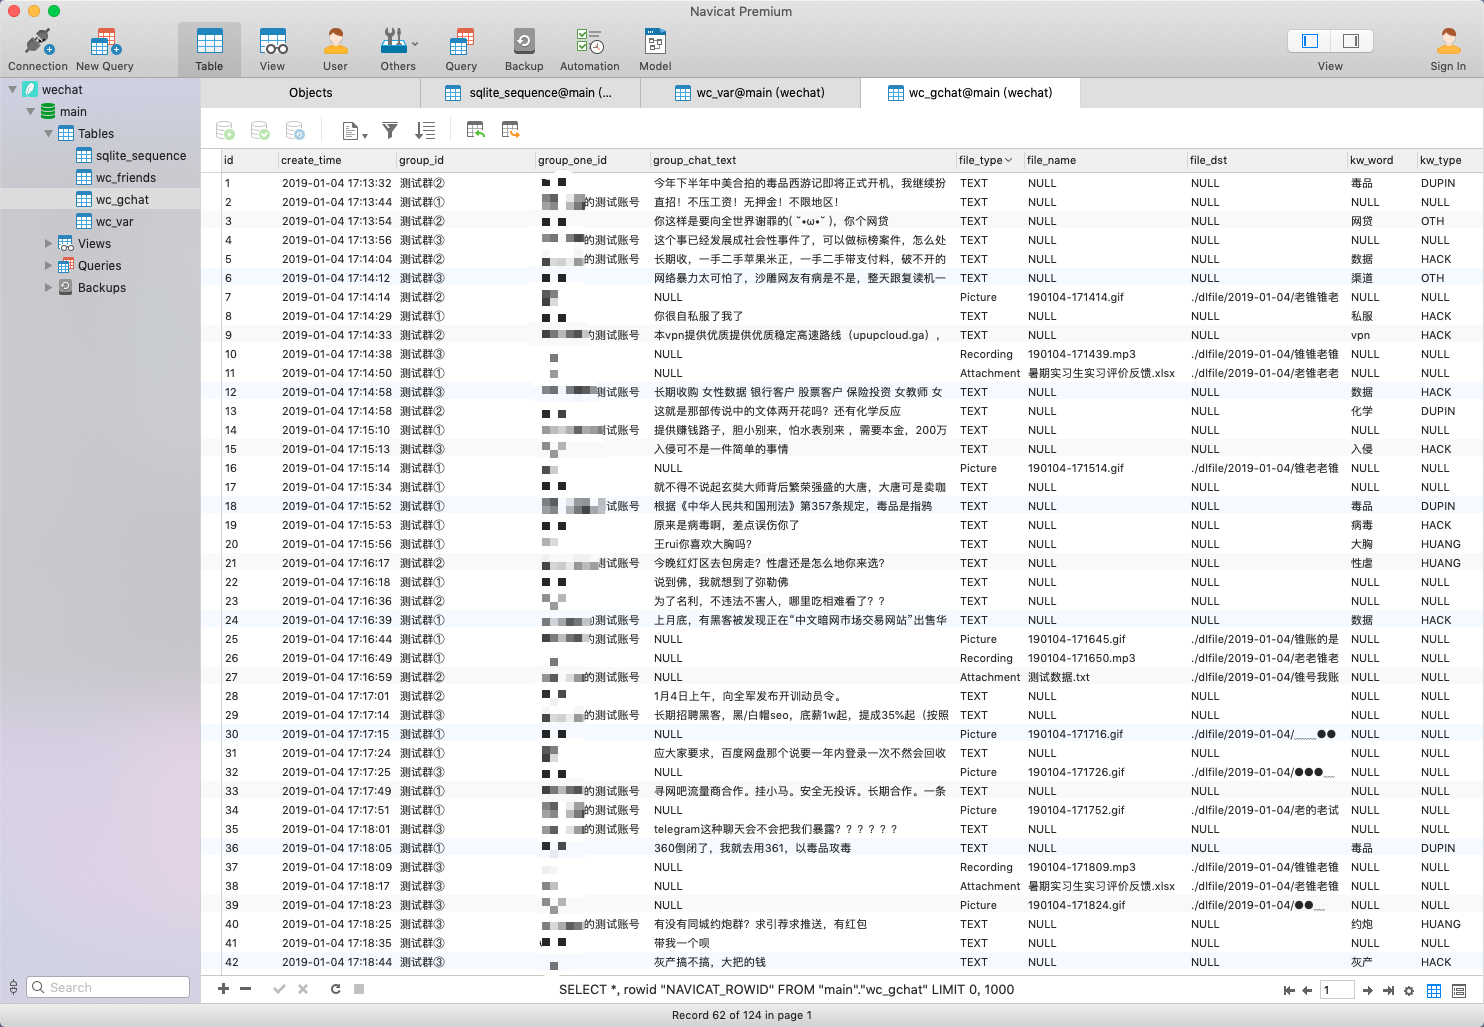 Navicat Premium
Connection New Query Table View User Others Query Backup Automation Model View Sign In
wechat
main
Tables
sqlite_sequence
wc_friends
wc_gchat
wc_var
Views
Queries
Backups
Objects sqlite_sequence@main (... wc_var@main (wechat) wc_gchat@main (wechat)
id create_time group_id group_one_id group_chat_text file_type file_name file_dst kw_word kw_type
1 2019-01-04 17:13:32 测试群② 今年下半年中美合拍的毒品西游记即将正式开机，我继续扮 TEXT NULL NULL 毒品 DUPIN
2 2019-01-04 17:13:44 测试群① 的测试账号 直招！不压工资！无押金！不限地区！ TEXT NULL NULL NULL NULL
3 2019-01-04 17:13:54 测试群② 你这样是要向全世界谢罪的( ˘•ω•˘ )，你个网贷 TEXT NULL NULL 网贷 OTH
4 2019-01-04 17:13:56 测试群③ 的测试账号 这个事已经发展成社会性事件了，可以做标榜案件，怎么处 TEXT NULL NULL NULL NULL
5 2019-01-04 17:14:04 测试群② 的测试账号 长期收，一手二手苹果米正，一手二手带支付料，破不开的 TEXT NULL NULL 数据 HACK
6 2019-01-04 17:14:12 测试群③ 网络暴力太可怕了，沙雕网友有病是不是，整天跟复读机一 TEXT NULL NULL 渠道 OTH
7 2019-01-04 17:14:14 测试群② NULL Picture 190104-171414.gif ./dlfile/2019-01-04/老锥锥老 NULL NULL
8 2019-01-04 17:14:29 测试群① 你很自私服了我了 TEXT NULL NULL 私服 HACK
9 2019-01-04 17:14:33 测试群② 的测试账号 本vpn提供优质提供优质稳定高速路线（upupcloud.ga）， TEXT NULL NULL vpn HACK
10 2019-01-04 17:14:38 测试群③ NULL Recording 190104-171439.mp3 ./dlfile/2019-01-04/锥锥老锥 NULL NULL
11 2019-01-04 17:14:50 测试群① NULL Attachment 暑期实习生实习评价反馈.xlsx ./dlfile/2019-01-04/锥老老老 NULL NULL
12 2019-01-04 17:14:58 测试群③ 测试账号 长期收购 女性数据 银行客户 股票客户 保险投资 女教师 女 TEXT NULL NULL 数据 HACK
13 2019-01-04 17:14:58 测试群② 这就是那部传说中的文体两开花吗？还有化学反应 TEXT NULL NULL 化学 DUPIN
14 2019-01-04 17:15:10 测试群① 测试账号 提供赚钱路子，胆小别来，怕水表别来 ，需要本金，200万 TEXT NULL NULL NULL NULL
15 2019-01-04 17:15:13 测试群③ 入侵可不是一件简单的事情 TEXT NULL NULL 入侵 HACK
16 2019-01-04 17:15:14 测试群① NULL Picture 190104-171514.gif ./dlfile/2019-01-04/锥老老锥 NULL NULL
17 2019-01-04 17:15:34 测试群① 就不得不说起玄奘大师背后繁荣强盛的大唐，大唐可是卖咖 TEXT NULL NULL NULL NULL
18 2019-01-04 17:15:52 测试群① 试账号 根据《中华人民共和国刑法》第357条规定，毒品是指鸦 TEXT NULL NULL 毒品 DUPIN
19 2019-01-04 17:15:53 测试群① 原来是病毒啊，差点误伤你了 TEXT NULL NULL 病毒 HACK
20 2019-01-04 17:15:56 测试群① 王rui你喜欢大胸吗？ TEXT NULL NULL 大胸 HUANG
21 2019-01-04 17:16:17 测试群② 测试账号 今晚红灯区去包房走？性虐还是怎么地你来选？ TEXT NULL NULL 性虐 HUANG
22 2019-01-04 17:16:18 测试群① 说到佛，我就想到了弥勒佛 TEXT NULL NULL NULL NULL
23 2019-01-04 17:16:36 测试群② 为了名利，不违法不害人，哪里吃相难看了？？ TEXT NULL NULL NULL NULL
24 2019-01-04 17:16:39 测试群① 的测试账号 上月底，有黑客被发现正在“中文暗网市场交易网站”出售华 TEXT NULL NULL 数据 HACK
25 2019-01-04 17:16:44 测试群① 的测试账号 NULL Picture 190104-171645.gif ./dlfile/2019-01-04/锥账的是 NULL NULL
26 2019-01-04 17:16:49 测试群① NULL Recording 190104-171650.mp3 ./dlfile/2019-01-04/老老锥老 NULL NULL
27 2019-01-04 17:16:59 测试群② 的测试账号 NULL Attachment 测试数据.txt ./dlfile/2019-01-04/锥号我账 NULL NULL
28 2019-01-04 17:17:01 测试群② 1月4日上午，向全军发布开训动员令。 TEXT NULL NULL NULL NULL
29 2019-01-04 17:17:14 测试群③ 的测试账号 长期招聘黑客，黑/白帽seo，底薪1w起，提成35%起（按照 TEXT NULL NULL NULL NULL
30 2019-01-04 17:17:15 测试群① NULL Picture 190104-171716.gif ./dlfile/2019-01-04/﹏﹏●● NULL NULL
31 2019-01-04 17:17:24 测试群① 应大家要求，百度网盘那个说要一年内登录一次不然会回收 TEXT NULL NULL NULL NULL
32 2019-01-04 17:17:25 测试群③ NULL Picture 190104-171726.gif ./dlfile/2019-01-04/●●●﹏ NULL NULL
33 2019-01-04 17:17:49 测试群① 的测试账号 寻网吧流量商合作。挂小马。安全无投诉。长期合作。一条 TEXT NULL NULL NULL NULL
34 2019-01-04 17:17:51 测试群① 的测试账号 NULL Picture 190104-171752.gif ./dlfile/2019-01-04/老的老试 NULL NULL
35 2019-01-04 17:18:01 测试群③ 的测试账号 telegram这种聊天会不会把我们暴露？？？？？？ TEXT NULL NULL NULL NULL
36 2019-01-04 17:18:05 测试群① 360倒闭了，我就去用361，以毒品攻毒 TEXT NULL NULL 毒品 DUPIN
37 2019-01-04 17:18:09 测试群③ NULL Recording 190104-171809.mp3 ./dlfile/2019-01-04/锥锥老锥 NULL NULL
38 2019-01-04 17:18:17 测试群③ NULL Attachment 暑期实习生实习评价反馈.xlsx ./dlfile/2019-01-04/锥老锥老 NULL NULL
39 2019-01-04 17:18:23 测试群③ NULL Picture 190104-171824.gif ./dlfile/2019-01-04/●●﹏ NULL NULL
40 2019-01-04 17:18:25 测试群③ 的测试账号 有没有同城约炮群？求引荐求推送，有红包 TEXT NULL NULL 约炮 HUANG
41 2019-01-04 17:18:35 测试群③ 带我一个呗 TEXT NULL NULL NULL NULL
42 2019-01-04 17:18:44 测试群③ 灰产搞不搞，大把的钱 TEXT NULL NULL 灰产 HACK
Search
SELECT *, rowid "NAVICAT_ROWID" FROM "main"."wc_gchat" LIMIT 0, 1000
1
Record 62 of 124 in page 1